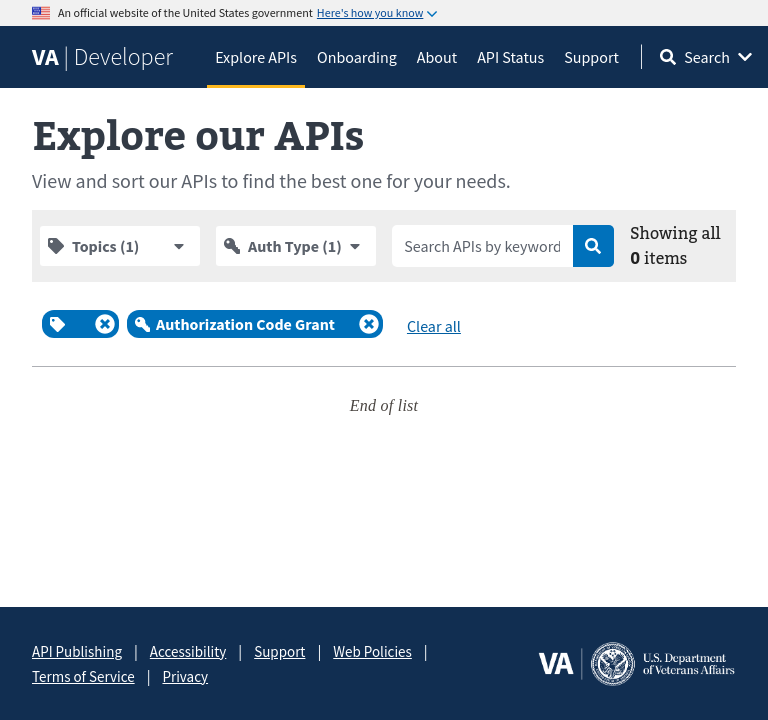 An official website of the United States government Here's how you know
VA | Developer
Explore APIs
Onboarding
About
API Status
Support
Search
Explore our APIs
View and sort our APIs to find the best one for your needs.
Topics (1)
Auth Type (1)
Search APIs by keyword
Showing all
0 items
Authorization Code Grant
Clear all
End of list
API Publishing | Accessibility | Support | Web Policies |
Terms of Service | Privacy
VA
U.S. Department
of Veterans Affairs